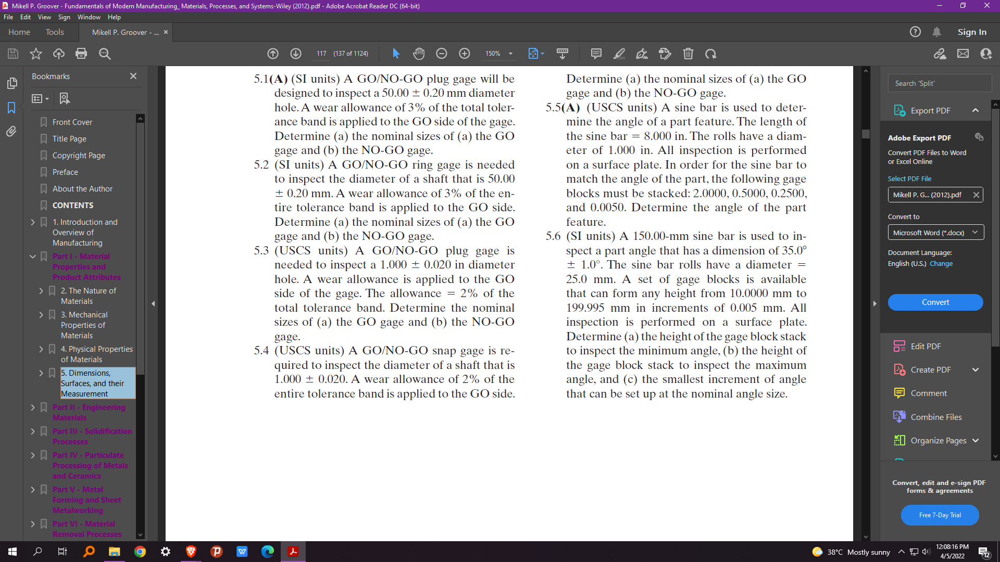 Mikell P. Groover - Fundamentals of Modern Manufacturing_ Materials, Processes, and Systems-Wiley (2012).pdf - Adobe Acrobat Reader DC (64-bit)
File Edit View Sign Window Help
Home Tools Mikell P. Groover - ... × Sign In
117 (137 of 1124) 150%
Bookmarks
Front Cover
Title Page
Copyright Page
Preface
About the Author
CONTENTS
1. Introduction and
Overview of
Manufacturing
Part I - Material
Properties and
Product Attributes
2. The Nature of
Materials
3. Mechanical
Properties of
Materials
4. Physical Properties
of Materials
5. Dimensions,
Surfaces, and their
Measurement
Part II - Engineering
Materials
Part III - Solidification
Processes
Part IV - Particulate
Processing of Metals
and Ceramics
Part V - Metal
Forming and Sheet
Metalworking
Part VI - Material
Removal Processes
5.1(A) (SI units) A GO/NO-GO plug gage will be
designed to inspect a 50.00 ± 0.20 mm diameter
hole. A wear allowance of 3% of the total toler-
ance band is applied to the GO side of the gage.
Determine (a) the nominal sizes of (a) the GO
gage and (b) the NO-GO gage.
5.2 (SI units) A GO/NO-GO ring gage is needed
to inspect the diameter of a shaft that is 50.00
± 0.20 mm. A wear allowance of 3% of the en-
tire tolerance band is applied to the GO side.
Determine (a) the nominal sizes of (a) the GO
gage and (b) the NO-GO gage.
5.3 (USCS units) A GO/NO-GO plug gage is
needed to inspect a 1.000 ± 0.020 in diameter
hole. A wear allowance is applied to the GO
side of the gage. The allowance = 2% of the
total tolerance band. Determine the nominal
sizes of (a) the GO gage and (b) the NO-GO
gage.
5.4 (USCS units) A GO/NO-GO snap gage is re-
quired to inspect the diameter of a shaft that is
1.000 ± 0.020. A wear allowance of 2% of the
entire tolerance band is applied to the GO side.
Determine (a) the nominal sizes of (a) the GO
gage and (b) the NO-GO gage.
5.5(A) (USCS units) A sine bar is used to deter-
mine the angle of a part feature. The length of
the sine bar = 8.000 in. The rolls have a diam-
eter of 1.000 in. All inspection is performed
on a surface plate. In order for the sine bar to
match the angle of the part, the following gage
blocks must be stacked: 2.0000, 0.5000, 0.2500,
and 0.0050. Determine the angle of the part
feature.
5.6 (SI units) A 150.00-mm sine bar is used to in-
spect a part angle that has a dimension of 35.0°
± 1.0°. The sine bar rolls have a diameter =
25.0 mm. A set of gage blocks is available
that can form any height from 10.0000 mm to
199.995 mm in increments of 0.005 mm. All
inspection is performed on a surface plate.
Determine (a) the height of the gage block stack
to inspect the minimum angle, (b) the height of
the gage block stack to inspect the maximum
angle, and (c) the smallest increment of angle
that can be set up at the nominal angle size.
Search 'Split'
Export PDF
Adobe Export PDF
Convert PDF Files to Word
or Excel Online
Select PDF File
Mikell P. G... (2012).pdf
Convert to
Microsoft Word (*.docx)
Document Language:
English (U.S.) Change
Convert
Edit PDF
Create PDF
Comment
Combine Files
Organize Pages
Convert, edit and e-sign PDF
forms & agreements
Free 7-Day Trial
38°C Mostly sunny
12:08:16 PM
4/5/2022
12